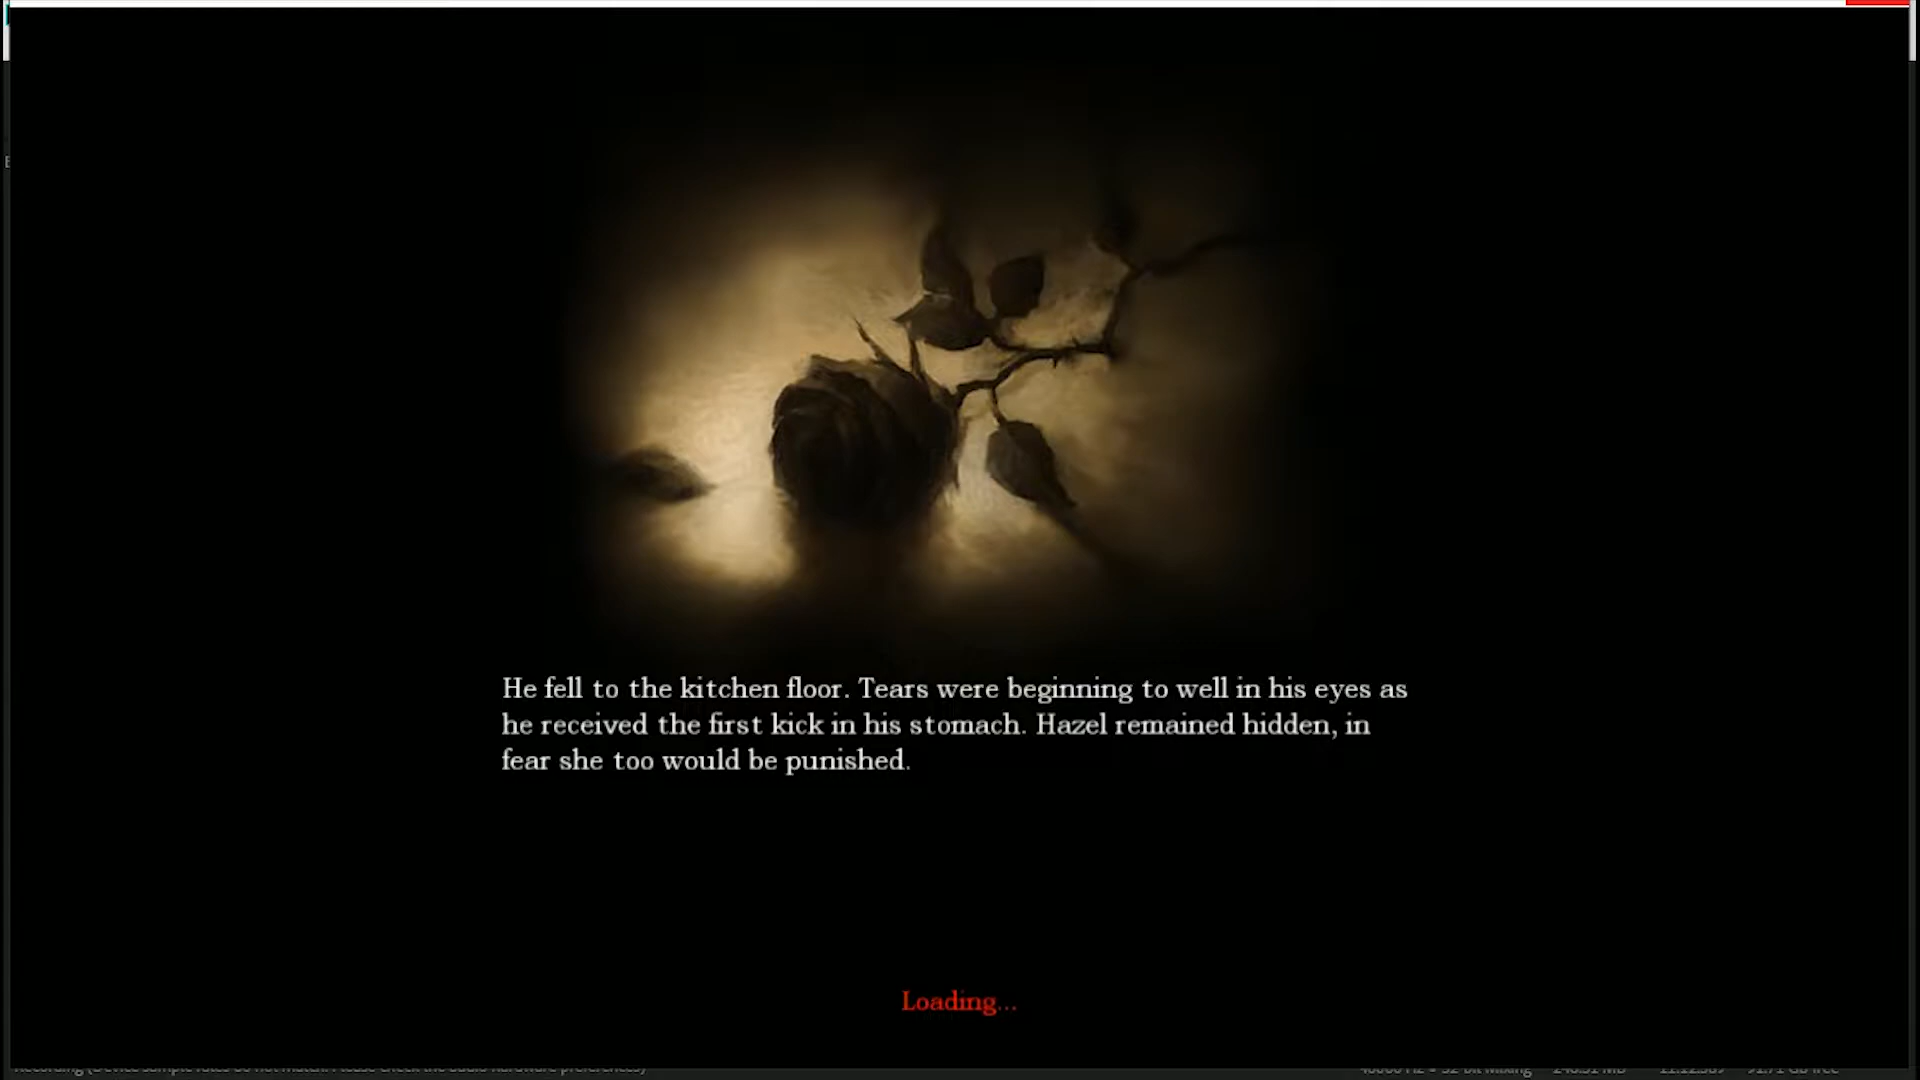 He fell to the kitchen floor. Tears were beginning to well in his eyes as
he received the first kick in his stomach. Hazel remained hidden, in
fear she too would be punished.
Loading...